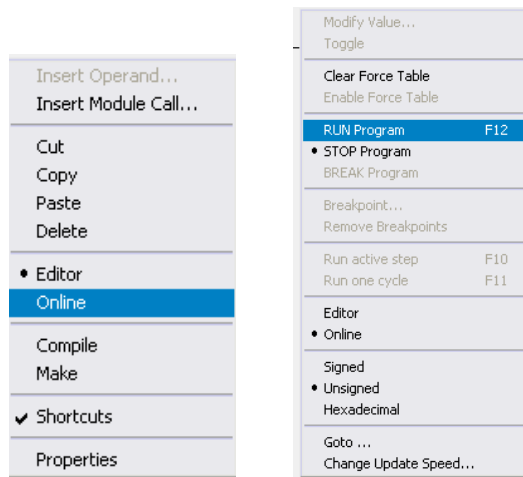 Insert Operand...
Insert Module Call...
Cut
Copy
Paste
Delete
Editor
Online
Compile
Make
Shortcuts
Properties
Modify Value...
Toggle
Clear Force Table
Enable Force Table
RUN Program F12
STOP Program
BREAK Program
Breakpoint...
Remove Breakpoints
Run active step F10
Run one cycle F11
Editor
Online
Signed
Unsigned
Hexadecimal
Goto ...
Change Update Speed...